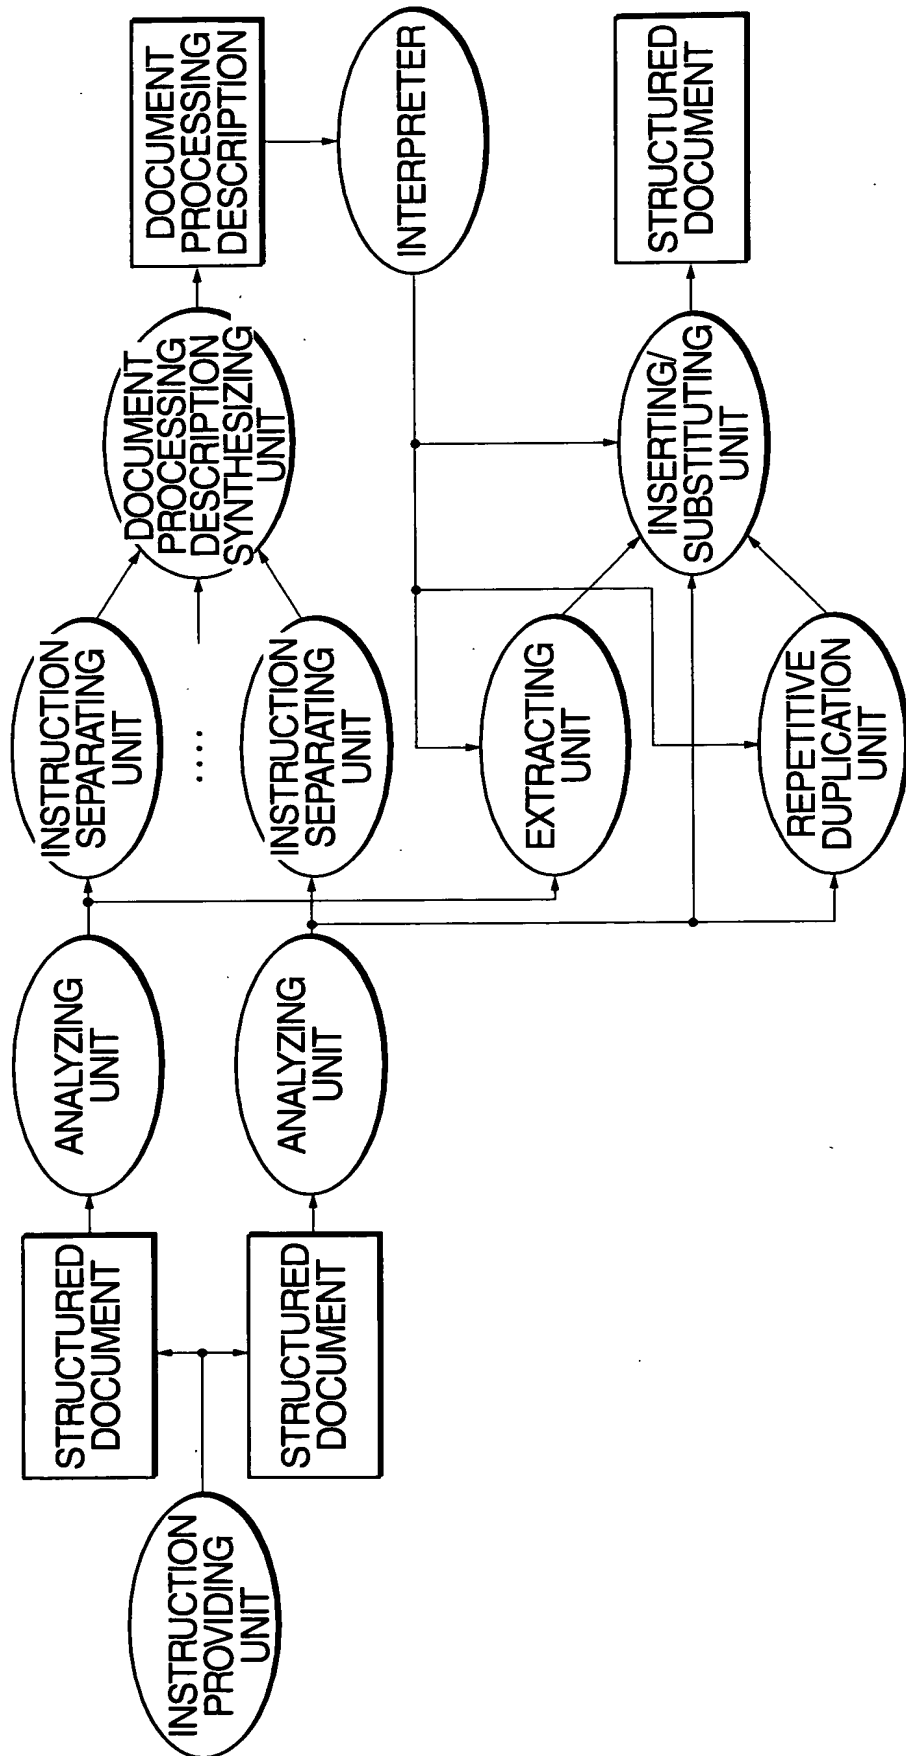 INSTRUCTION
PROVIDING
UNIT
STRUCTURED
DOCUMENT
STRUCTURED
DOCUMENT
ANALYZING
UNIT
ANALYZING
UNIT
INSTRUCTION
SEPARATING
UNIT
.....
INSTRUCTION
SEPARATING
UNIT
DOCUMENT
PROCESSING
DESCRIPTION
SYNTHESIZING
UNIT
DOCUMENT
PROCESSING
DESCRIPTION
INTERPRETER
EXTRACTING
UNIT
REPETITIVE
DUPLICATION
UNIT
INSERTING/
SUBSTITUTING
UNIT
STRUCTURED
DOCUMENT